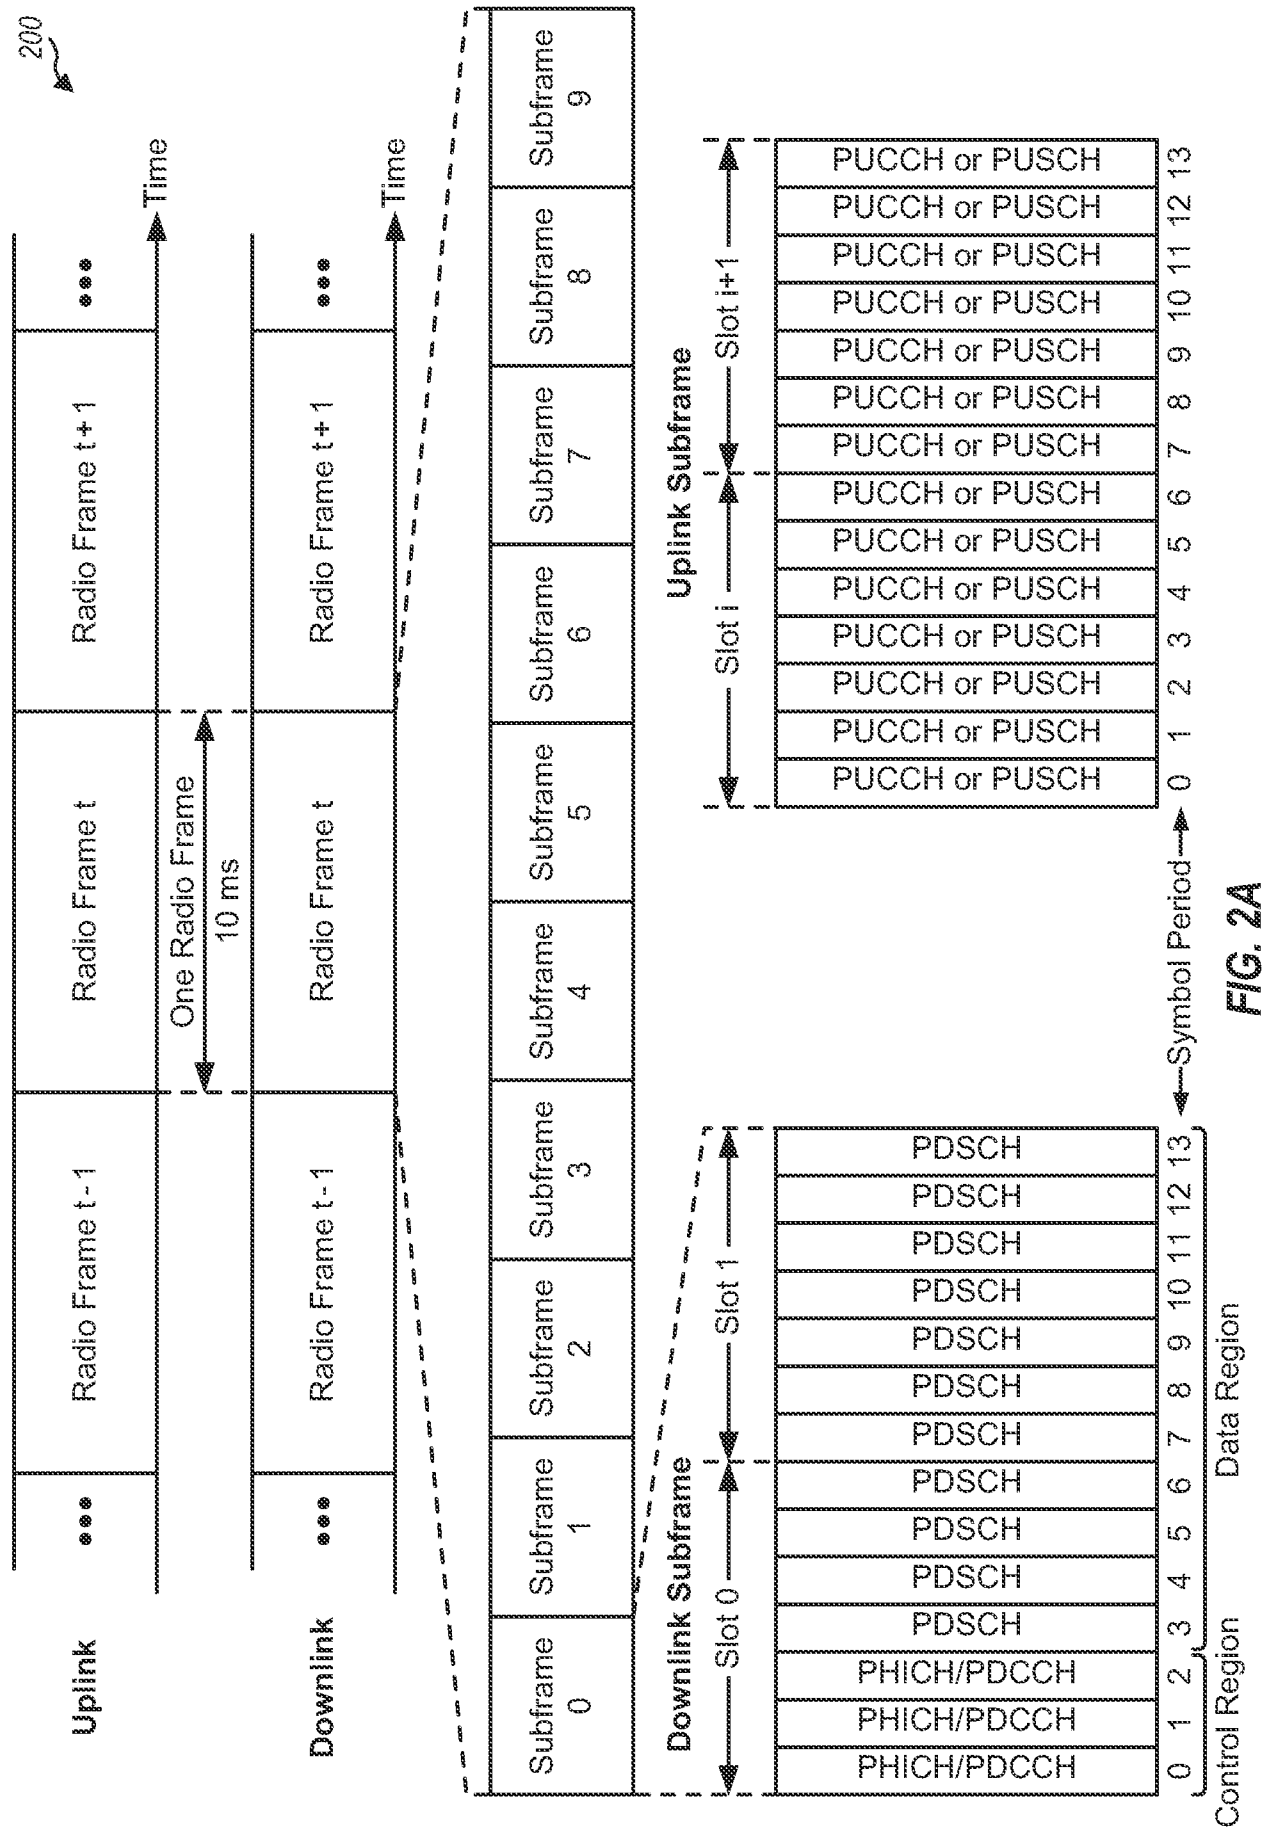 200
Uplink
Radio Frame t-1
Radio Frame t
Radio Frame t+1
Time
One Radio Frame
10 ms
Downlink
Radio Frame t-1
Radio Frame t
Radio Frame t+1
Time
Subframe
0
Subframe
1
Subframe
2
Subframe
3
Subframe
4
Subframe
5
Subframe
6
Subframe
7
Subframe
8
Subframe
9
Downlink Subframe
Slot 0
Slot 1
PHICH/PDCCH
PHICH/PDCCH
PHICH/PDCCH
PDSCH
PDSCH
PDSCH
PDSCH
PDSCH
PDSCH
PDSCH
PDSCH
PDSCH
PDSCH
PDSCH
0 1 2 3 4 5 6 7 8 9 10 11 12 13
Control Region
Data Region
Symbol Period
Uplink Subframe
Slot i
Slot i+1
PUCCH or PUSCH
PUCCH or PUSCH
PUCCH or PUSCH
PUCCH or PUSCH
PUCCH or PUSCH
PUCCH or PUSCH
PUCCH or PUSCH
PUCCH or PUSCH
PUCCH or PUSCH
PUCCH or PUSCH
PUCCH or PUSCH
PUCCH or PUSCH
PUCCH or PUSCH
PUCCH or PUSCH
0 1 2 3 4 5 6 7 8 9 10 11 12 13
FIG. 2A